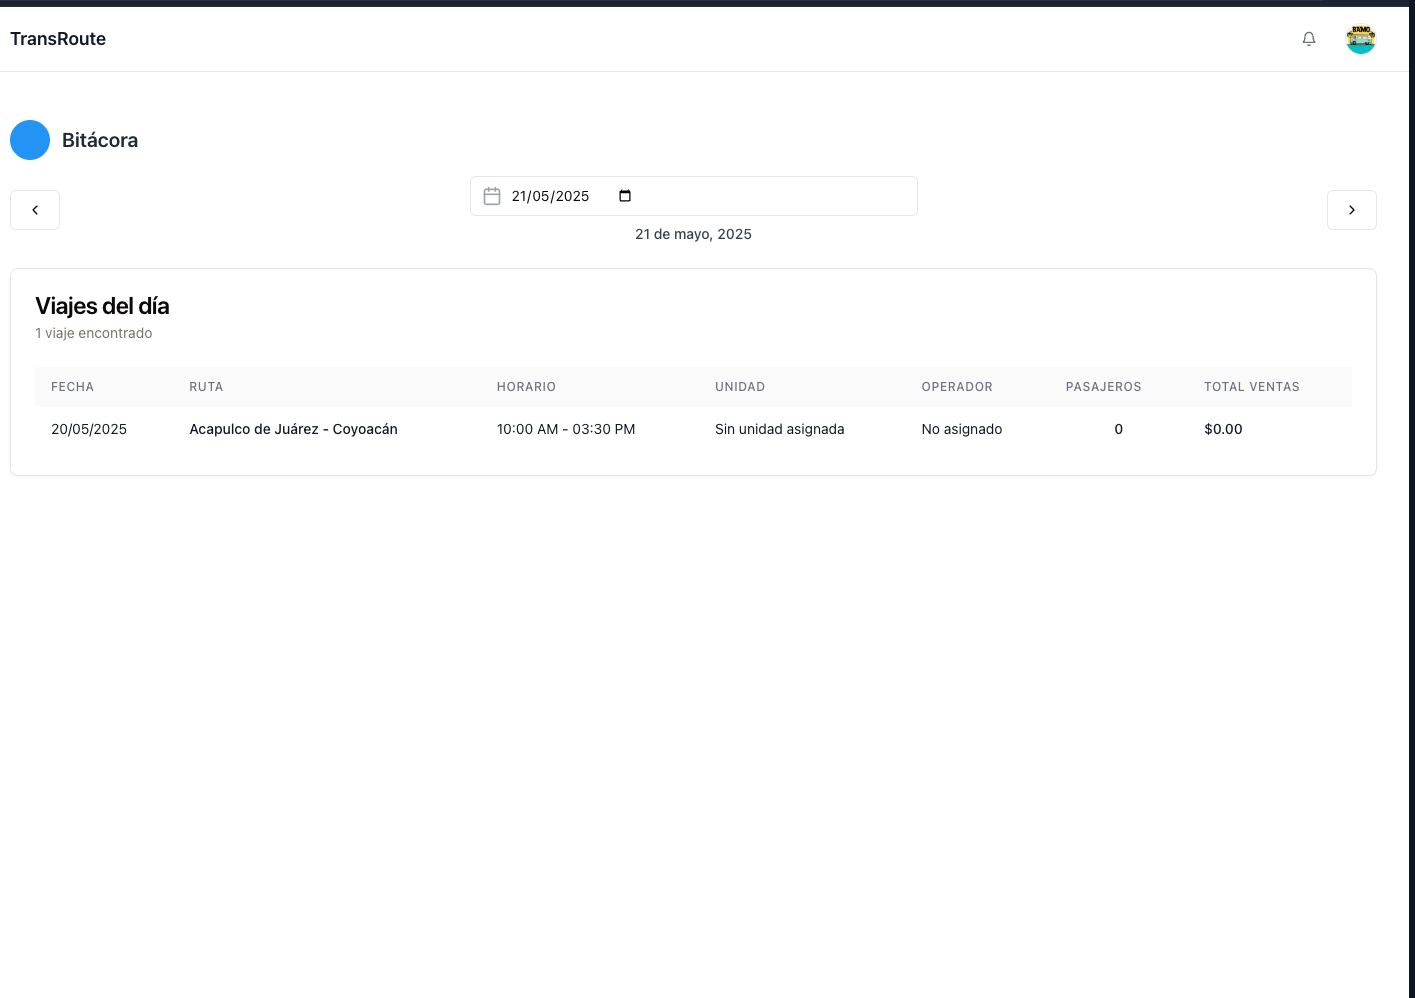 TransRoute
BAMO
Bitácora
21/05/2025
21 de mayo, 2025
Viajes del día
1 viaje encontrado
FECHA RUTA HORARIO UNIDAD OPERADOR PASAJEROS TOTAL VENTAS
20/05/2025 Acapulco de Juárez - Coyoacán 10:00 AM - 03:30 PM Sin unidad asignada No asignado 0 $0.00